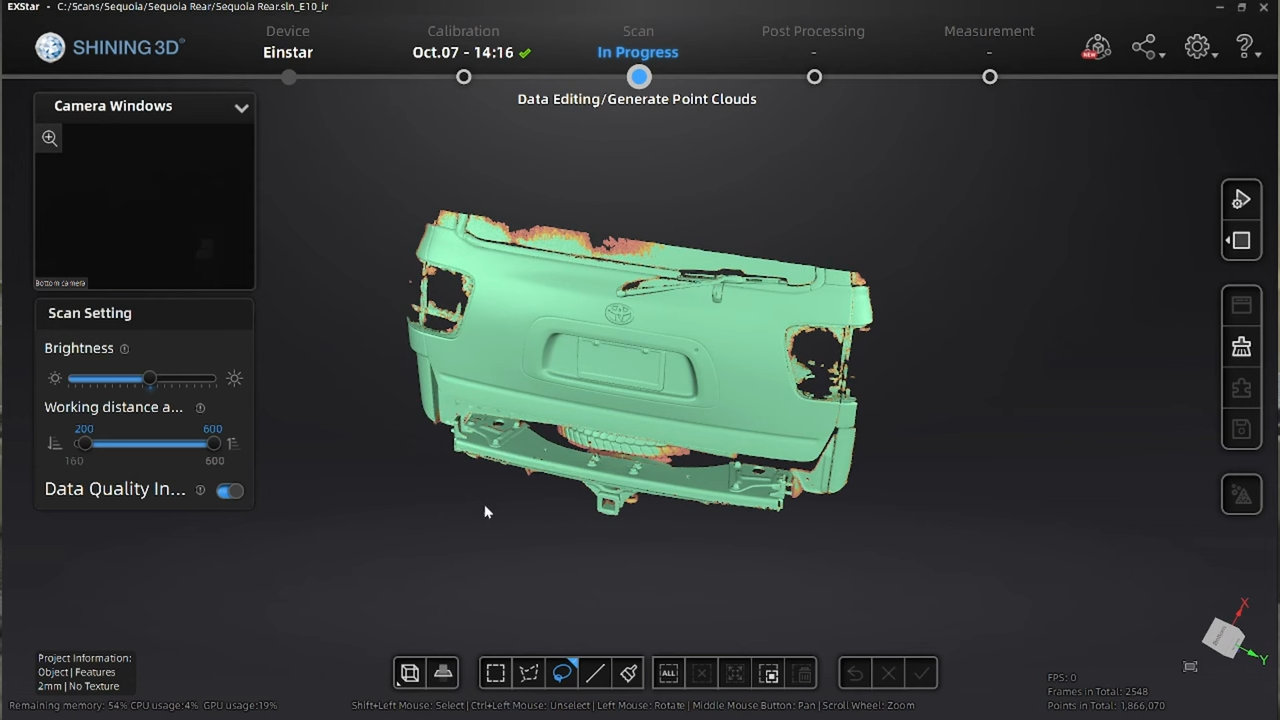 EXStar - C:/Scans/Sequoia/Sequoia Rear/Sequoia Rear.sln_E10_ir
SHINING 3D®
Device
Einstar
Calibration
Oct.07 - 14:16
Scan
In Progress
Post Processing
-
Measurement
-
NEW
Data Editing/Generate Point Clouds
Camera Windows
Bottom camera
Scan Setting
Brightness
Working distance a...
200 600
160 600
Data Quality In...
Project Information:
Object | Features
2mm | No Texture
ALL
X
Y
FPS: 0
Frames in Total: 2548
Points in Total: 1,866,070
Remaining memory: 54% CPU usage:4% GPU usage:19%
Shift+Left Mouse: Select | Ctrl+Left Mouse: Unselect | Left Mouse: Rotate | Middle Mouse Button: Pan | Scroll Wheel: Zoom